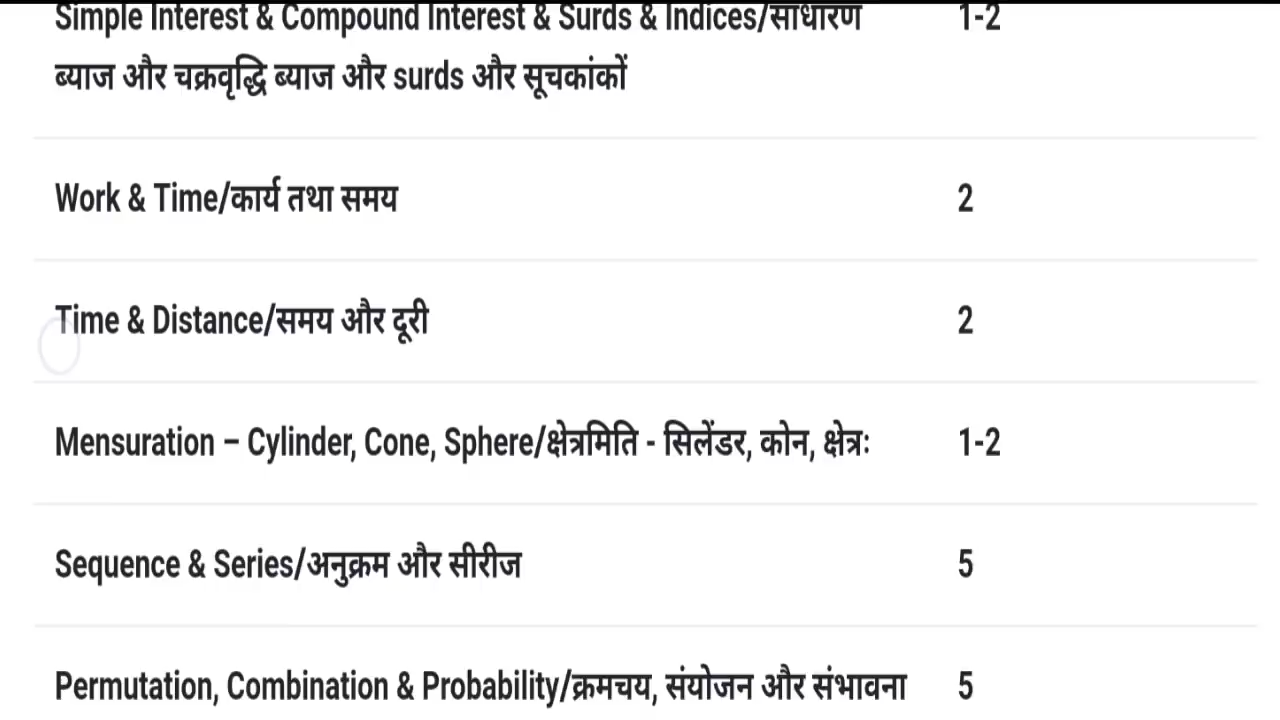 Simple Interest & Compound Interest & Surds & Indices/साधारण 1-2
ब्याज और चक्रवृद्धि ब्याज और surds और सूचकांकों
Work & Time/कार्य तथा समय 2
Time & Distance/समय और दूरी 2
Mensuration – Cylinder, Cone, Sphere/क्षेत्रमिति - सिलेंडर, कोन, क्षेत्रः 1-2
Sequence & Series/अनुक्रम और सीरीज 5
Permutation, Combination & Probability/क्रमचय, संयोजन और संभावना 5